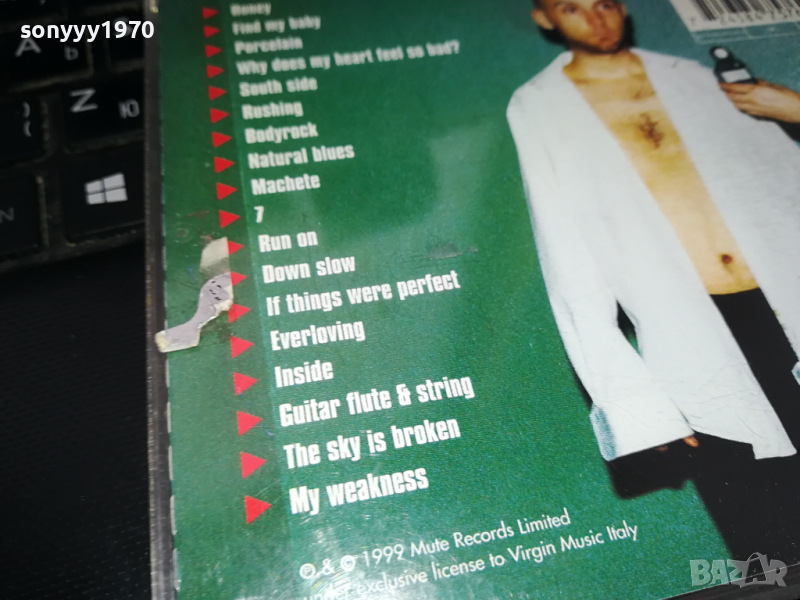 sonyyy1970
Honey
Find my baby
Porcelain
Why does my heart feel so bad?
South side
Rushing
Bodyrock
Natural blues
Machete
7
Run on
Down slow
If things were perfect
Everloving
Inside
Guitar flute & string
The sky is broken
My weakness
℗ & © 1999 Mute Records Limited
under exclusive license to Virgin Music Italy
Z
Ю
BAZAR